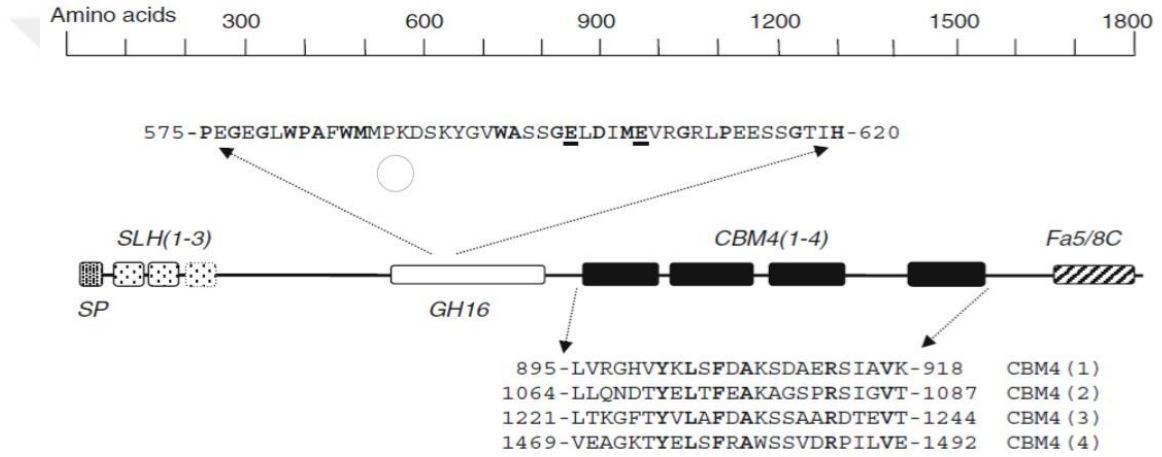 Amino acids 300 600 900 1200 1500 1800
575-PEGEGLWPAFWMMPKDSKYGVWASSGELDIMEVRGRLPEESSGTIH-620
SLH(1-3) CBM4(1-4) Fa5/8C
SP GH16
895-LVRGHVYKLSFDAKSDAERSIAVK-918 CBM4(1)
1064-LLQNDTYELTFEAKAGSPRSIGVT-1087 CBM4(2)
1221-LTKGFTYVLAFDAKSSAARDTEVT-1244 CBM4(3)
1469-VEAGKTYELSFRAWSSVDRPILVE-1492 CBM4(4)